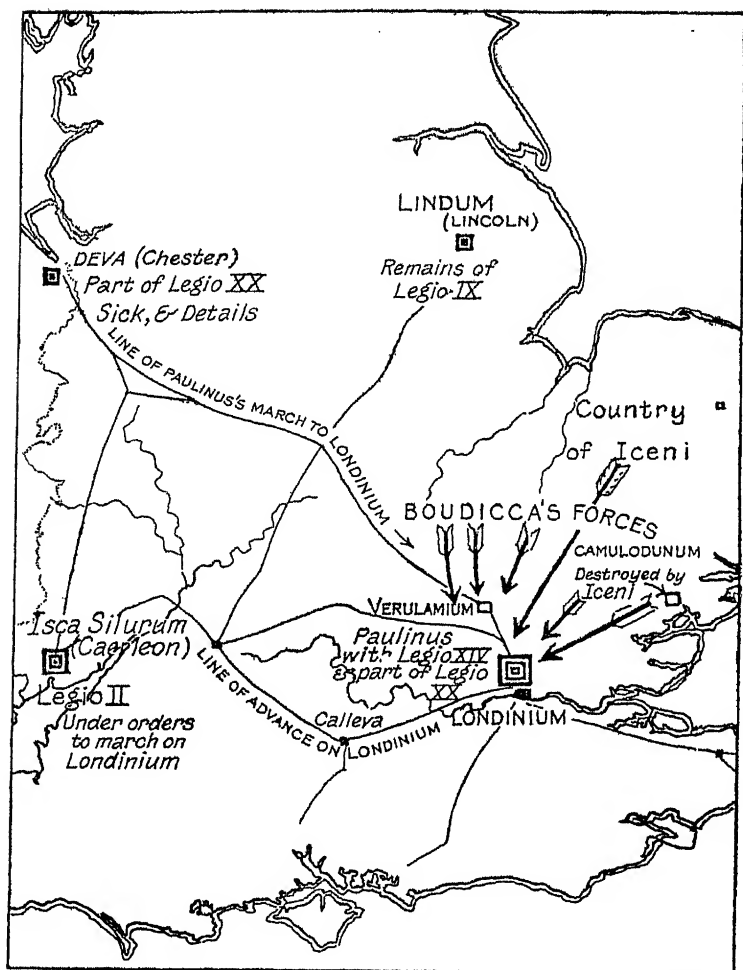 LINDUM
(LINCOLN)
Remains of
Legio IX
DEVA (Chester)
Part of Legio XX
Sick, & Details
LINE OF PAULINUS'S MARCH TO LONDINIUM
Country
of Iceni
BOUDICCA'S FORCES
CAMULODUNUM
Destroyed by
Iceni
VERULAMIUM
Isca Silurum
(Caerleon)
Legio II
Under orders
to march on
Londinium
Paulinus
with Legio XIV
& part of Legio
XX
LINE OF ADVANCE ON LONDINIUM
Calleva
LONDINIUM